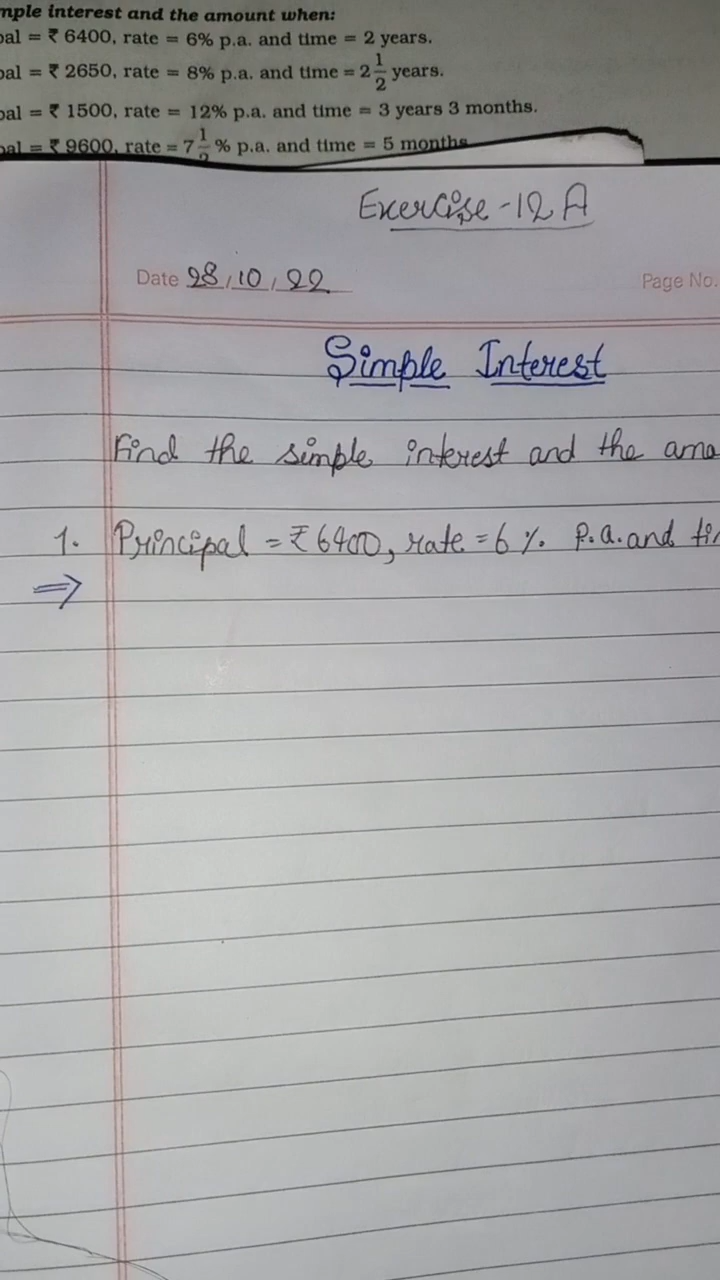 mple interest and the amount when:
pal = ₹ 6400, rate = 6% p.a. and time = 2 years.
pal = ₹ 2650, rate = 8% p.a. and time = 2 1/2 years.
pal = ₹ 1500, rate = 12% p.a. and time = 3 years 3 months.
pal = ₹ 9600, rate = 7 1/2 % p.a. and time = 5 months
Exercise-12 A
Date 28/10/22 Page No.
Simple Interest
Find the simple interest and the amo
1. Principal = ₹6400, rate = 6 %. P.a. and tim
⇒